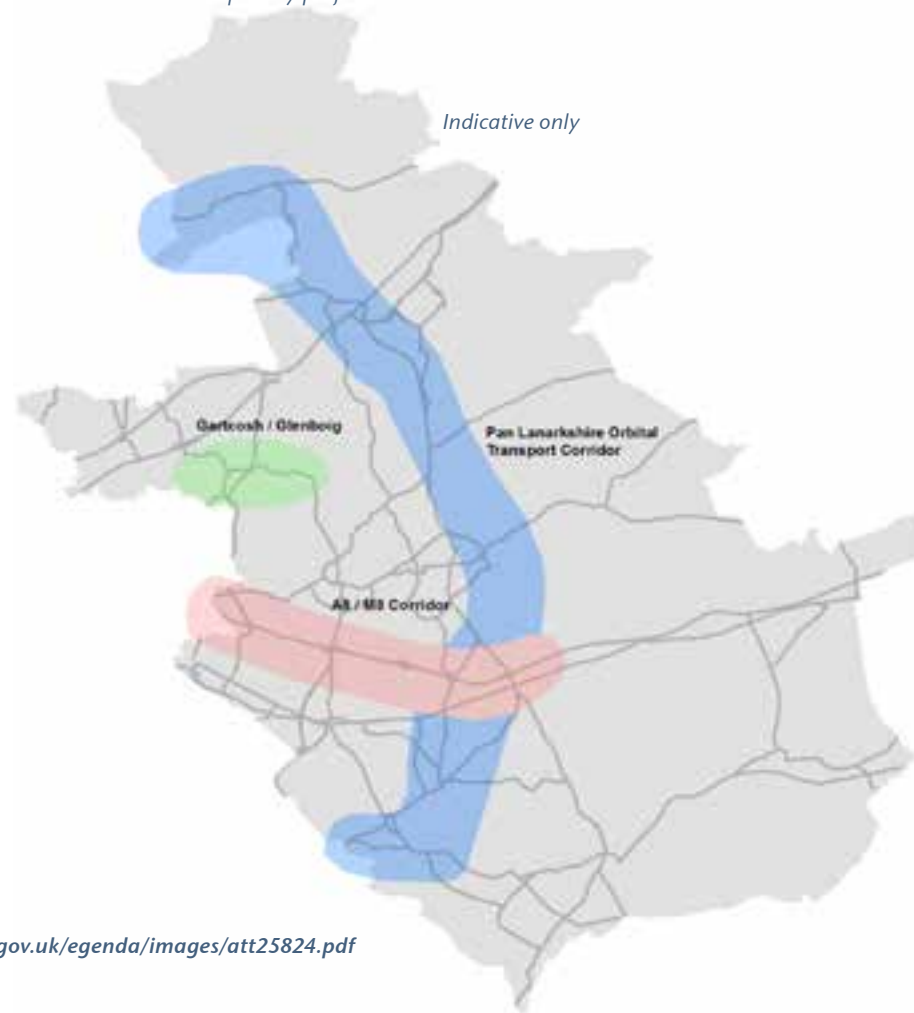 Indicative only
Gartcosh / Glenboig
Pan Lanarkshire Orbital
Transport Corridor
A8 / M8 Corridor
gov.uk/egenda/images/att25824.pdf